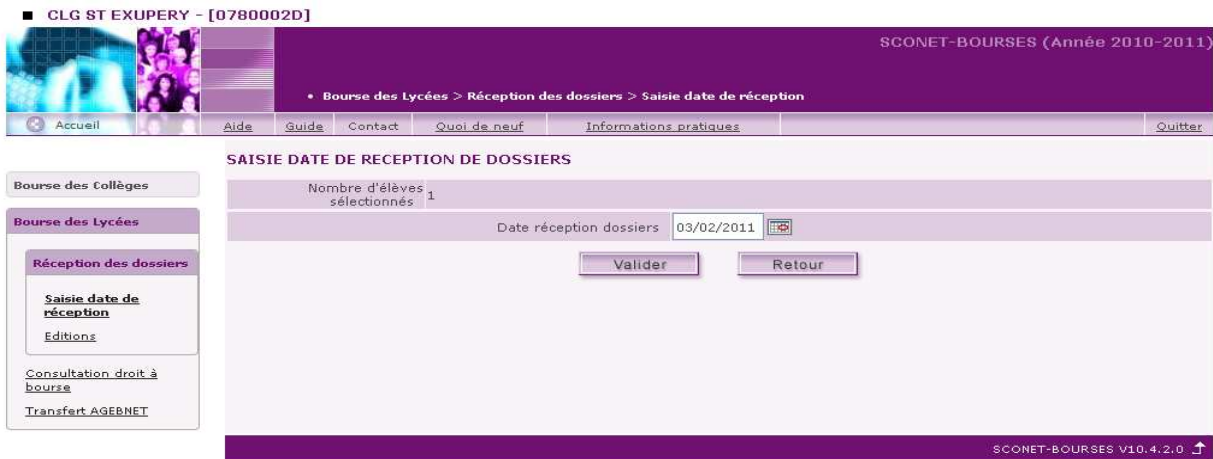 CLG ST EXUPERY - [0780002D]
SCONET-BOURSES (Année 2010-2011)
• Bourse des Lycées > Réception des dossiers > Saisie date de réception
Accueil
Aide Guide Contact Quoi de neuf Informations pratiques Quitter
Bourse des Collèges
Bourse des Lycées
Réception des dossiers
Saisie date de
réception
Editions
Consultation droit à
bourse
Transfert AGEBNET
SAISIE DATE DE RECEPTION DE DOSSIERS
Nombre d'élèves
sélectionnés 1
Date réception dossiers 03/02/2011
Valider Retour
SCONET-BOURSES V10.4.2.0